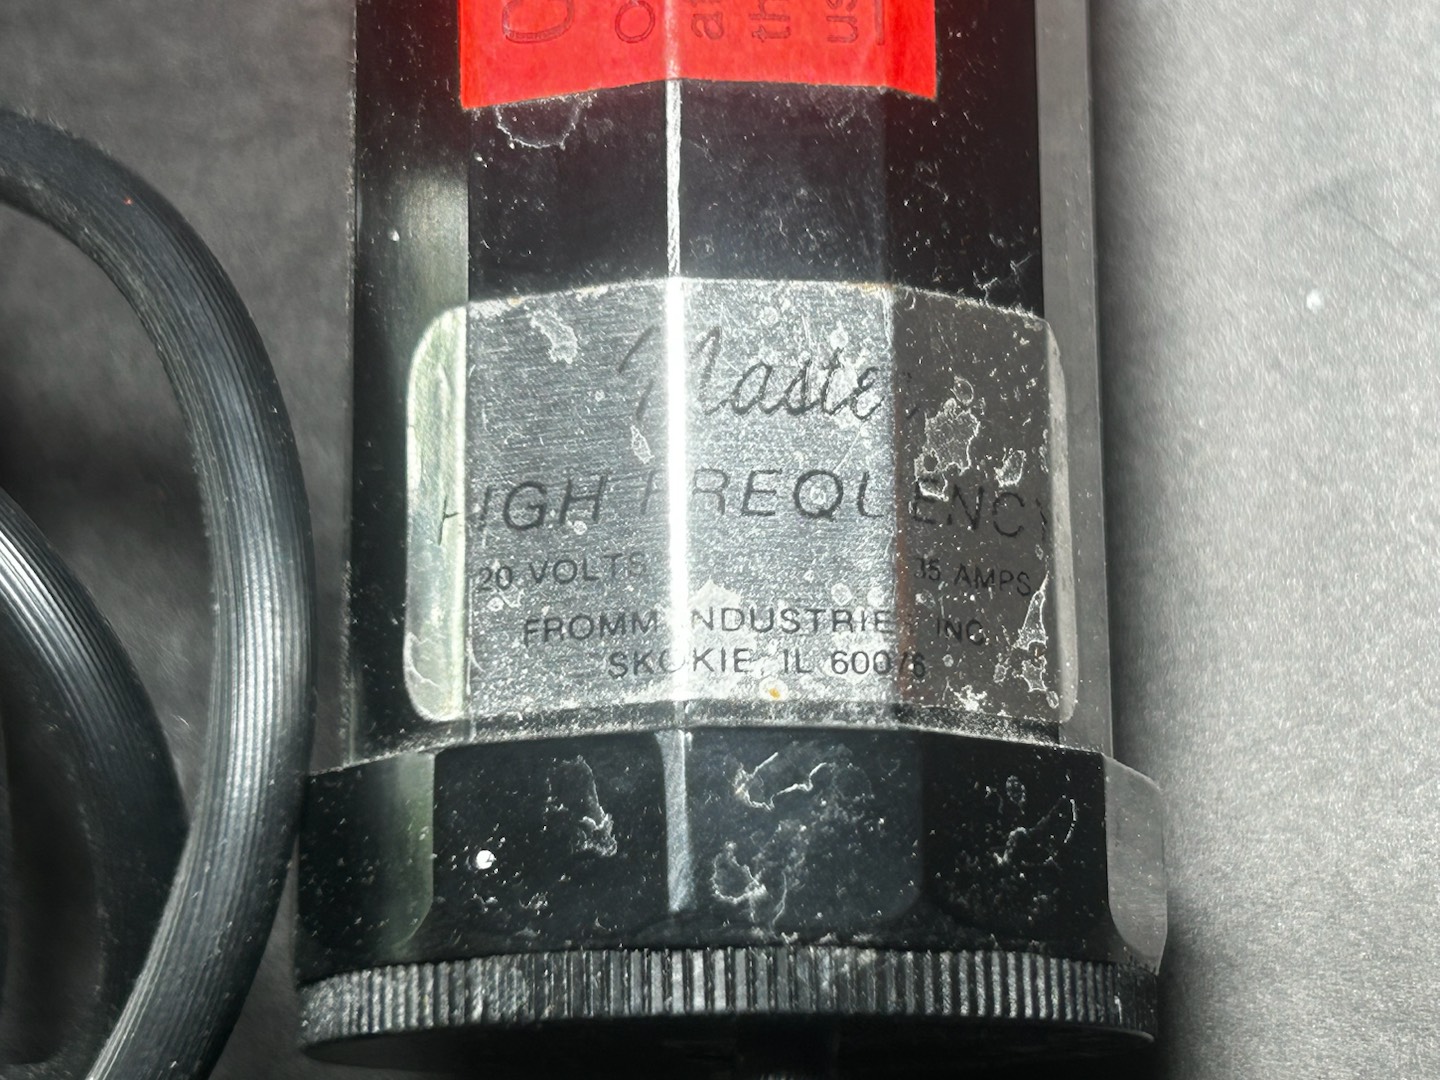 Master
HIGH FREQUENCY
20 VOLTS 35 AMPS
FROMM INDUSTRIES INC.
SKOKIE, IL 60076